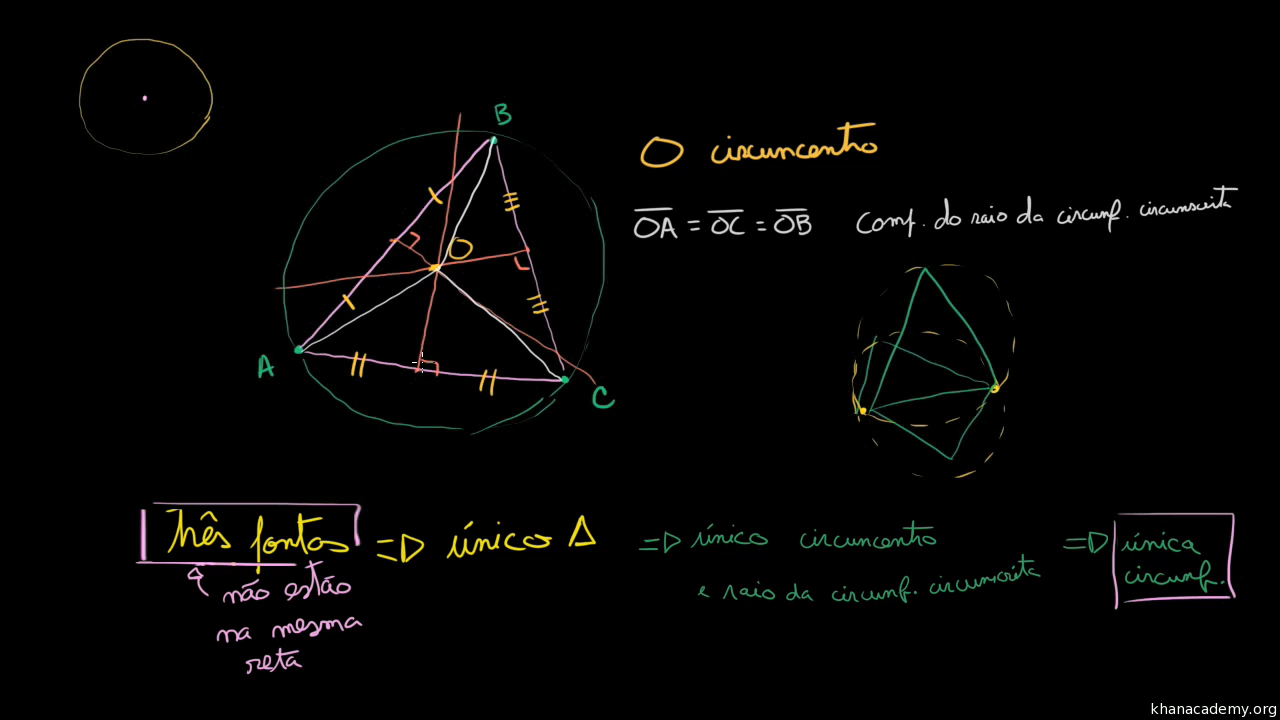 B
O circuncentro
OA = OC = OB Comp. do raio da circunf. circunscrita
O
A
C
Três pontos => único Δ => único circuncentro => única
e raio da circunf. circunscrita circunf.
não estão
na mesma
reta
khanacademy.org